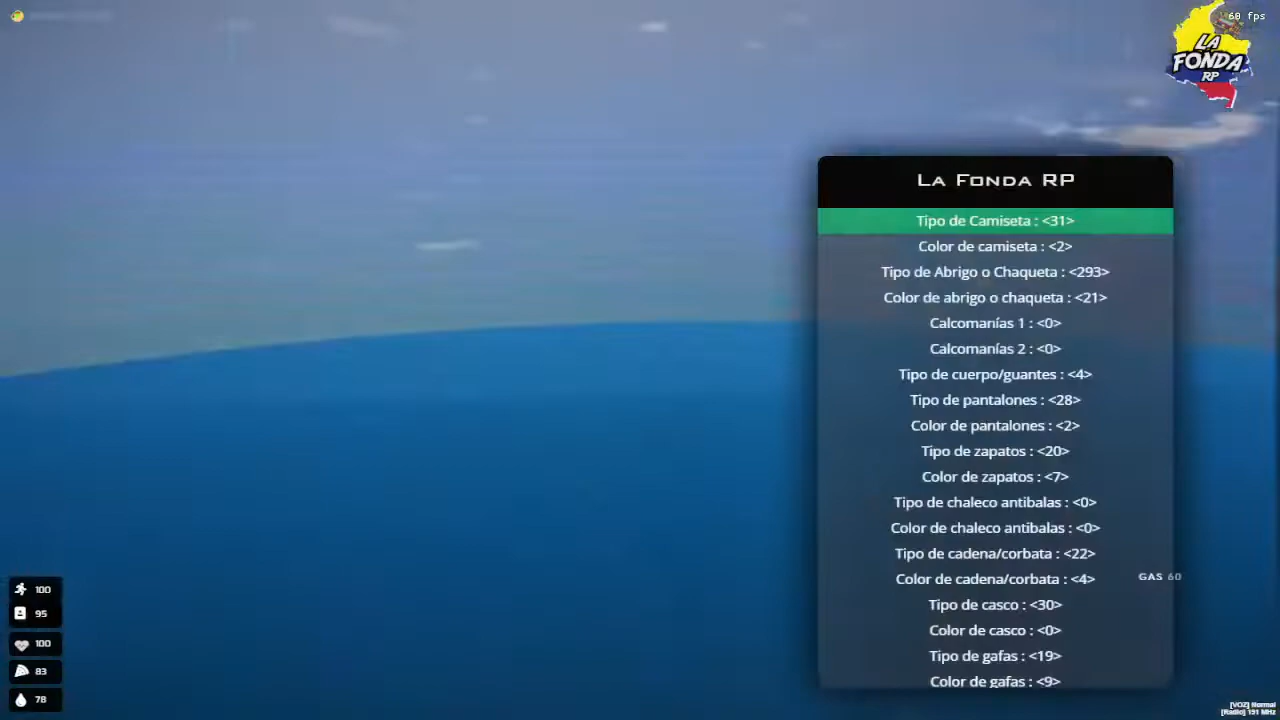 60 fps
LA
FONDA
RP
La Fonda RP
Tipo de Camiseta : <31>
Color de camiseta : <2>
Tipo de Abrigo o Chaqueta : <293>
Color de abrigo o chaqueta : <21>
Calcomanías 1 : <0>
Calcomanías 2 : <0>
Tipo de cuerpo/guantes : <4>
Tipo de pantalones : <28>
Color de pantalones : <2>
Tipo de zapatos : <20>
Color de zapatos : <7>
Tipo de chaleco antibalas : <0>
Color de chaleco antibalas : <0>
Tipo de cadena/corbata : <22>
Color de cadena/corbata : <4>
GAS 60
Tipo de casco : <30>
Color de casco : <0>
Tipo de gafas : <19>
Color de gafas : <9>
100
95
100
83
78
[VOZ] Normal
[Radio] 191 MHz